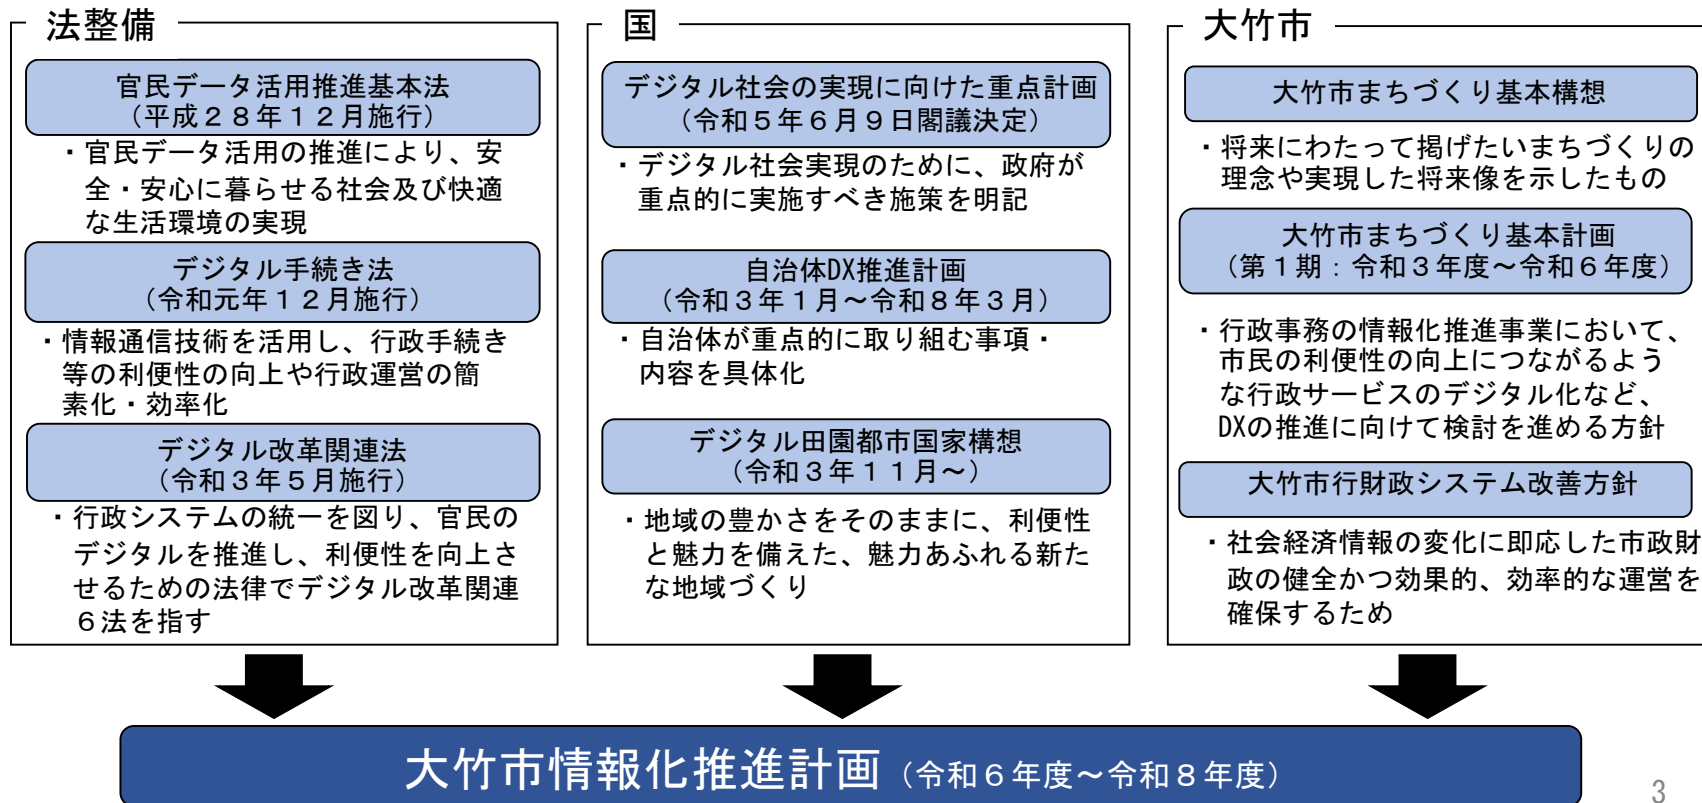 法整備
官民データ活用推進基本法
（平成２８年１２月施行）
・官民データ活用の推進により、安
全・安心に暮らせる社会及び快適
な生活環境の実現
デジタル手続き法
（令和元年１２月施行）
・情報通信技術を活用し、行政手続き
等の利便性の向上や行政運営の簡
素化・効率化
デジタル改革関連法
（令和３年５月施行）
・行政システムの統一を図り、官民の
デジタルを推進し、利便性を向上さ
せるための法律でデジタル改革関連
６法を指す
国
デジタル社会の実現に向けた重点計画
（令和５年６月９日閣議決定）
・デジタル社会実現のために、政府が
重点的に実施すべき施策を明記
自治体DX推進計画
（令和３年１月～令和８年３月）
・自治体が重点的に取り組む事項・
内容を具体化
デジタル田園都市国家構想
（令和３年１１月～）
・地域の豊かさをそのままに、利便性
と魅力を備えた、魅力あふれる新た
な地域づくり
大竹市
大竹市まちづくり基本構想
・将来にわたって掲げたいまちづくりの
理念や実現した将来像を示したもの
大竹市まちづくり基本計画
（第１期：令和３年度～令和６年度）
・行政事務の情報化推進事業において、
市民の利便性の向上につながるよう
な行政サービスのデジタル化など、
DXの推進に向けて検討を進める方針
大竹市行財政システム改善方針
・社会経済情報の変化に即応した市政財
政の健全かつ効果的、効率的な運営を
確保するため
大竹市情報化推進計画（令和６年度～令和８年度）
3